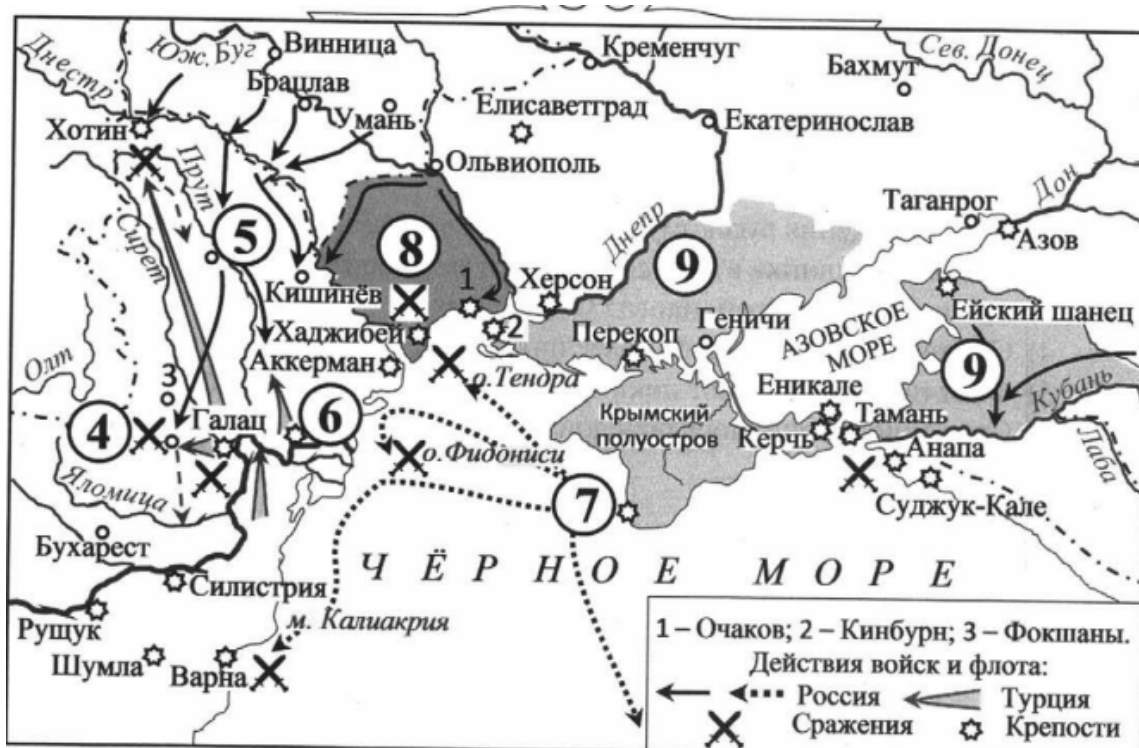 Днестр
Юж. Буг
Винница
Кременчуг
Сев. Донец
Бахмут
Брацлав
Умань
Елисаветград
Екатеринослав
Хотин
Ольвиополь
Прут
Сирет
Днепр
Таганрог
Дон
Азов
5
8
9
1
Херсон
Кишинёв
2
Перекоп
Геничи
АЗОВСКОЕ
МОРЕ
Ейский шанец
Хаджибей
Аккерман
о.Тендра
Еникале
9
Кубань
Олт
3
4
Галац
6
Крымский
полуостров
Керчь
Тамань
Анапа
Лаба
о.Фидониси
Яломица
7
Суджук-Кале
Бухарест
ЧЁРНОЕ МОРЕ
Силистрия
Рущук
м. Калиакрия
Шумла
Варна
1 – Очаков; 2 – Кинбурн; 3 – Фокшаны.
Действия войск и флота:
Россия
Турция
Сражения
Крепости